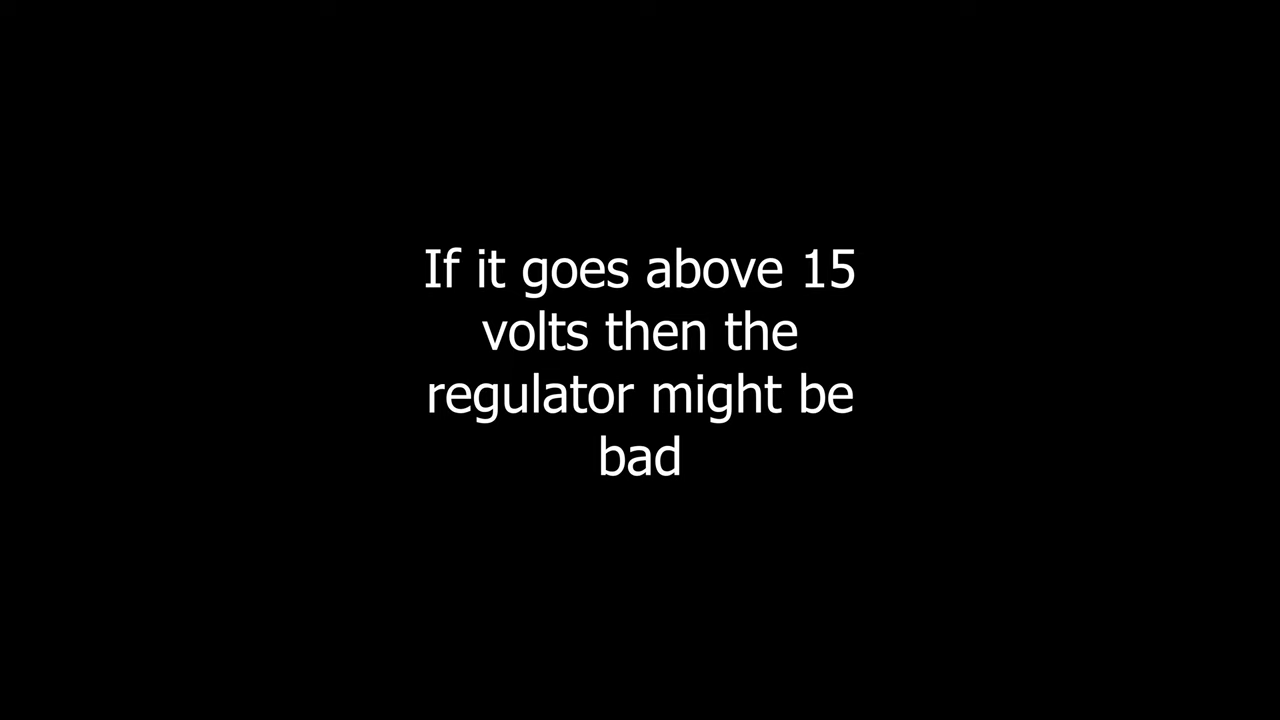 If it goes above 15
volts then the
regulator might be
bad